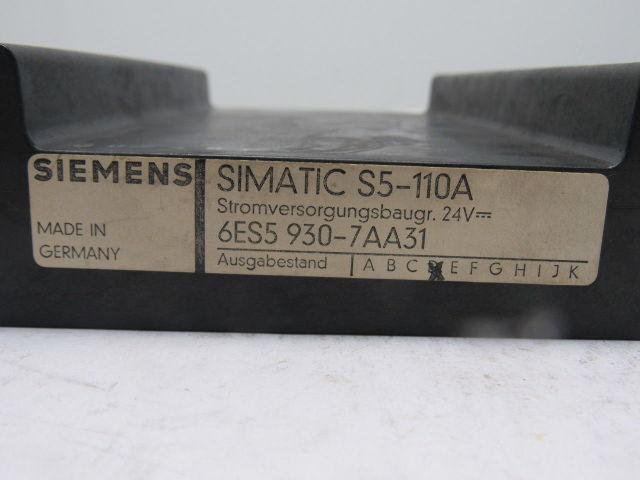 SIEMENS
MADE IN
GERMANY
SIMATIC S5-110A
Stromversorgungsbaugr. 24V⎓
6ES5 930-7AA31
Ausgabestand A B C E F G H I J K